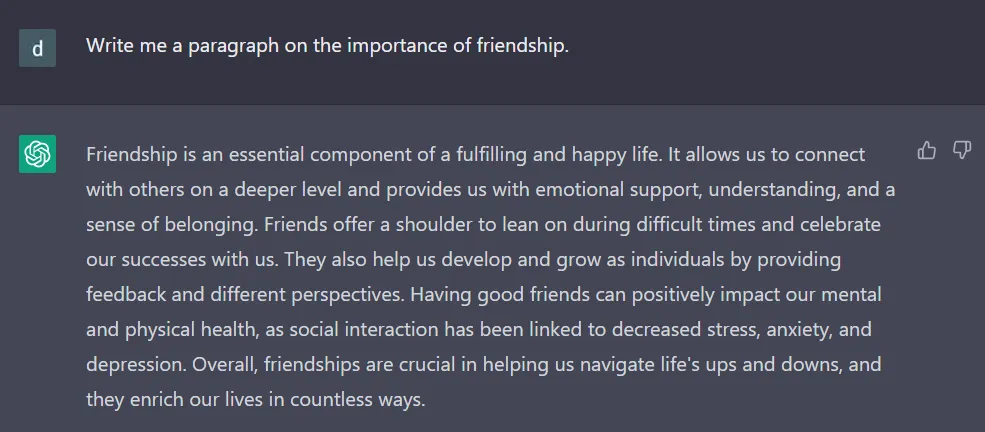 d
Write me a paragraph on the importance of friendship.
Friendship is an essential component of a fulfilling and happy life. It allows us to connect
with others on a deeper level and provides us with emotional support, understanding, and a
sense of belonging. Friends offer a shoulder to lean on during difficult times and celebrate
our successes with us. They also help us develop and grow as individuals by providing
feedback and different perspectives. Having good friends can positively impact our mental
and physical health, as social interaction has been linked to decreased stress, anxiety, and
depression. Overall, friendships are crucial in helping us navigate life's ups and downs, and
they enrich our lives in countless ways.